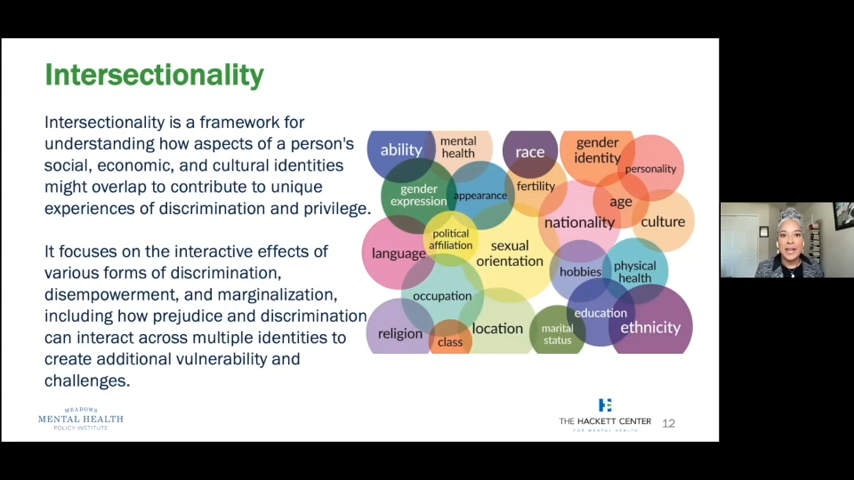 Intersectionality
Intersectionality is a framework for
understanding how aspects of a person's
social, economic, and cultural identities
might overlap to contribute to unique
experiences of discrimination and privilege.
It focuses on the interactive effects of
various forms of discrimination,
disempowerment, and marginalization,
including how prejudice and discrimination
can interact across multiple identities to
create additional vulnerability and
challenges.
ability
mental
health
race
gender
identity
personality
gender
expression
appearance
fertility
age
nationality
culture
political
affiliation
language
sexual
orientation
hobbies
physical
health
occupation
education
religion
class
location
marital
status
ethnicity
MEADOWS
MENTAL HEALTH
POLICY INSTITUTE
THE HACKETT CENTER
FOR MENTAL HEALTH
12